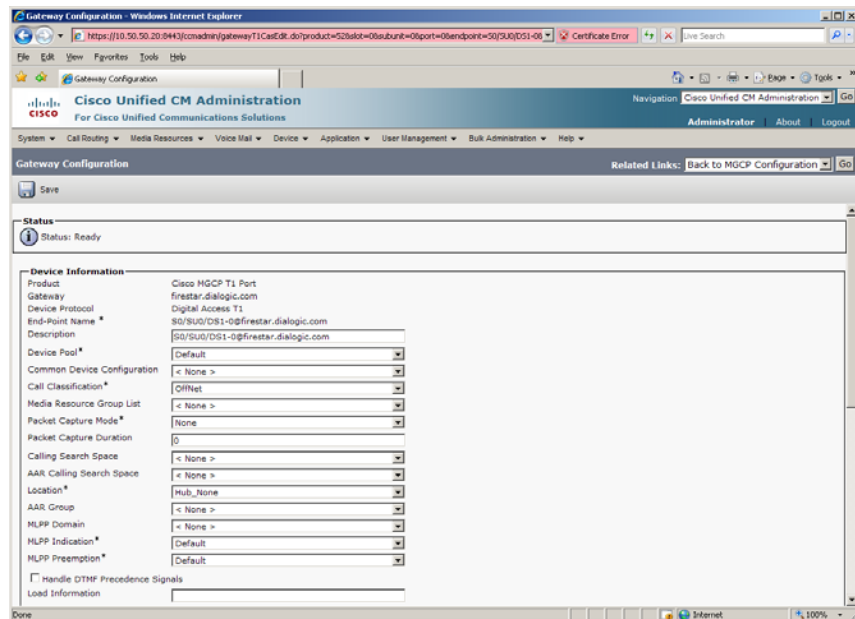 Gateway Configuration - Windows Internet Explorer
https://10.50.50.20:8443/ccmadmin/gatewayT1CasEdit.do?product=52&slot=0&subunit=0&port=0&endpoint=S0/SU0/DS1-0@ Certificate Error Live Search
File Edit View Favorites Tools Help
Gateway Configuration Page Tools
cisco Cisco Unified CM Administration
For Cisco Unified Communications Solutions
Navigation Cisco Unified CM Administration Go
Administrator | About | Logout
System Call Routing Media Resources Voice Mail Device Application User Management Bulk Administration Help
Gateway Configuration Related Links: Back to MGCP Configuration Go
Save
Status
Status: Ready
Device Information
Product Cisco MGCP T1 Port
Gateway firestar.dialogic.com
Device Protocol Digital Access T1
End-Point Name * S0/SU0/DS1-0@firestar.dialogic.com
Description S0/SU0/DS1-0@firestar.dialogic.com
Device Pool* Default
Common Device Configuration < None >
Call Classification* OffNet
Media Resource Group List < None >
Packet Capture Mode* None
Packet Capture Duration 0
Calling Search Space < None >
AAR Calling Search Space < None >
Location* Hub_None
AAR Group < None >
MLPP Domain < None >
MLPP Indication* Default
MLPP Preemption* Default
Handle DTMF Precedence Signals
Load Information
Done Internet 100%